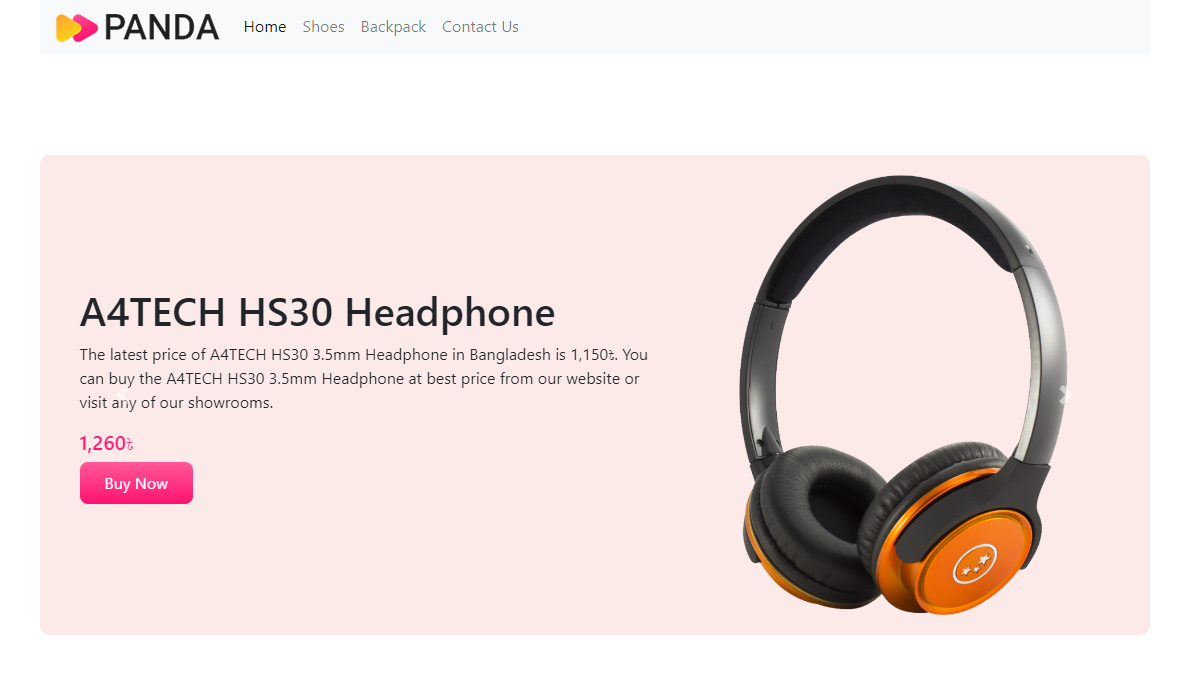 PANDA
Home Shoes Backpack Contact Us
A4TECH HS30 Headphone
The latest price of A4TECH HS30 3.5mm Headphone in Bangladesh is 1,150৳. You
can buy the A4TECH HS30 3.5mm Headphone at best price from our website or
visit any of our showrooms.
1,260৳
Buy Now